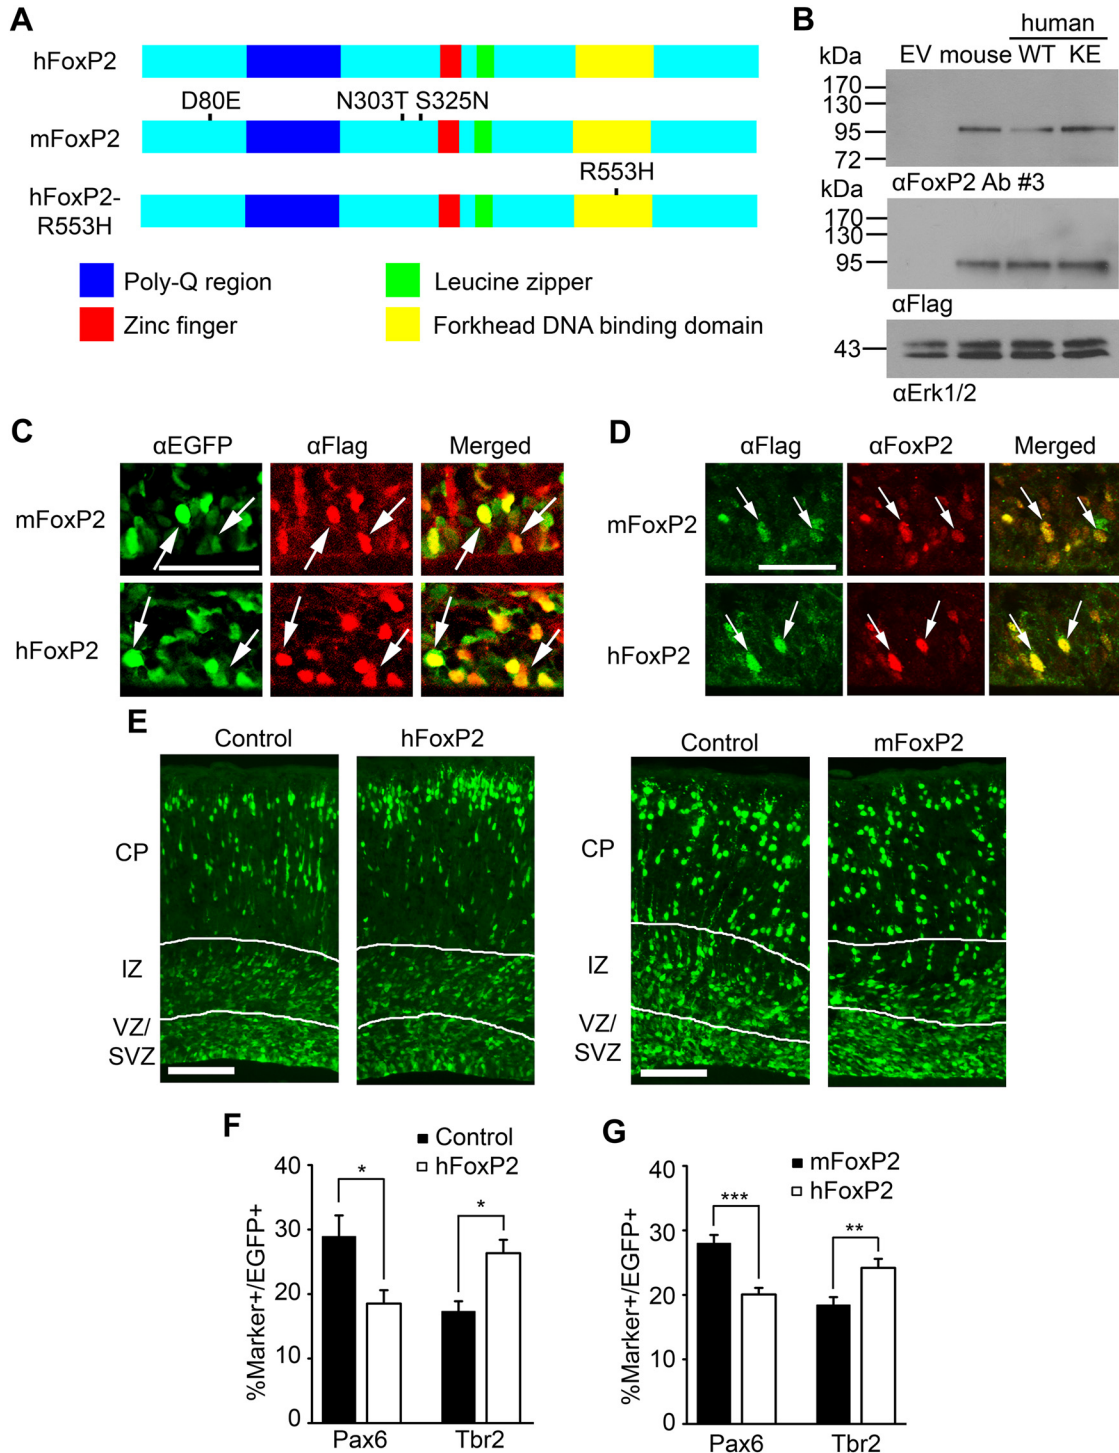 A
hFoxP2
D80E N303T S325N
mFoxP2
R553H
hFoxP2-
R553H
Poly-Q region
Leucine zipper
Zinc finger
Forkhead DNA binding domain
B
human
kDa EV mouse WT KE
170
130
95
72
αFoxP2 Ab #3
kDa
170
130
95
αFlag
43
αErk1/2
C
αEGFP αFlag Merged
mFoxP2
hFoxP2
D
αFlag αFoxP2 Merged
mFoxP2
hFoxP2
E
Control hFoxP2 Control mFoxP2
CP
IZ
VZ/
SVZ
CP
IZ
VZ/
SVZ
F
Control
hFoxP2
%Marker+/EGFP+
40
30
20
10
0
* *
Pax6 Tbr2
G
mFoxP2
hFoxP2
%Marker+/EGFP+
40
30
20
10
0
*** **
Pax6 Tbr2